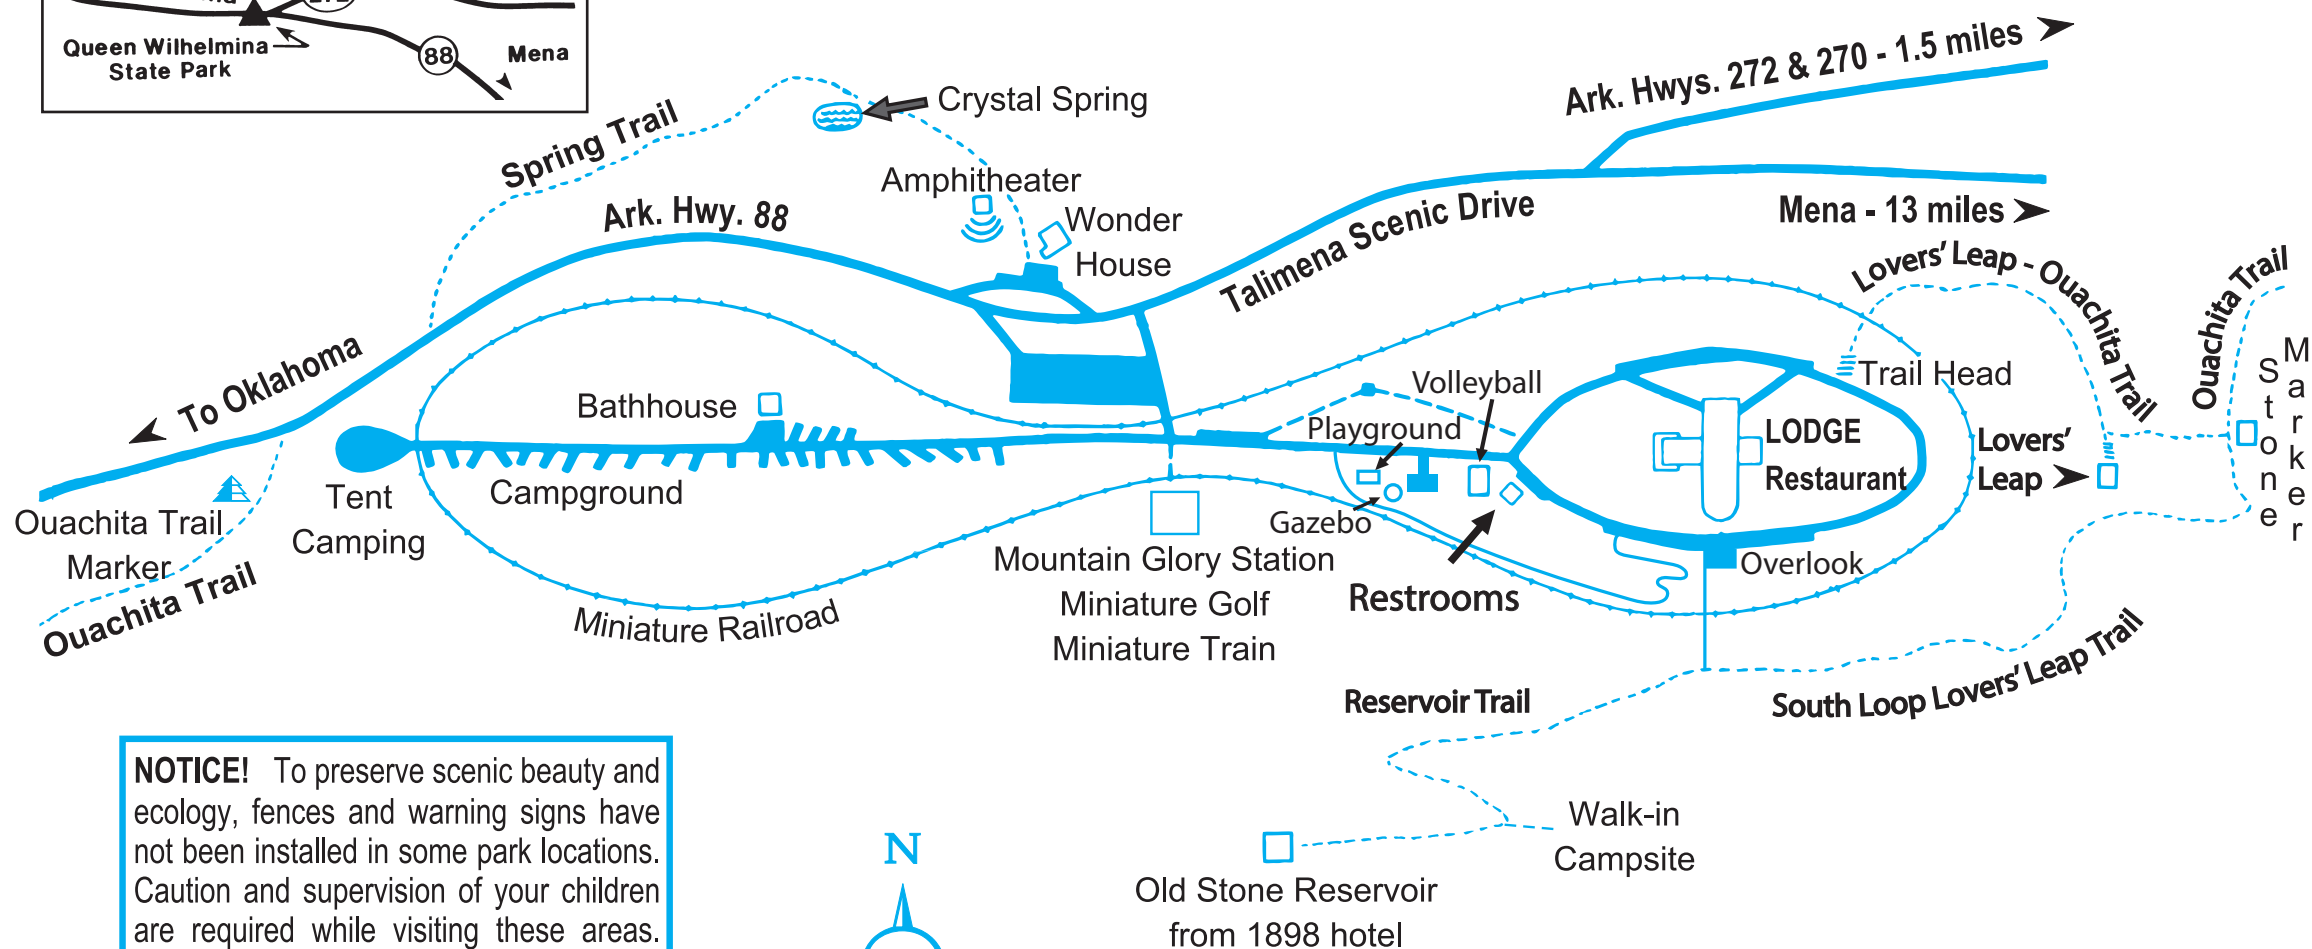 272
Queen Wilhelmina
State Park
88
Mena
Ark. Hwys. 272 & 270 - 1.5 miles
Crystal Spring
Spring Trail
Amphitheater
Ark. Hwy. 88
Wonder
House
Talimena Scenic Drive
Mena - 13 miles
Lovers' Leap - Ouachita Trail
Ouachita Trail
Stone
Marker
To Oklahoma
Bathhouse
Volleyball
Playground
Trail Head
LODGE
Restaurant
Lovers'
Leap
Tent
Camping
Campground
Gazebo
Ouachita Trail
Marker
Ouachita Trail
Mountain Glory Station
Miniature Golf
Miniature Train
Overlook
Restrooms
Miniature Railroad
Reservoir Trail
South Loop Lovers' Leap Trail
NOTICE! To preserve scenic beauty and
ecology, fences and warning signs have
not been installed in some park locations.
Caution and supervision of your children
are required while visiting these areas.
N
Walk-in
Campsite
Old Stone Reservoir
from 1898 hotel